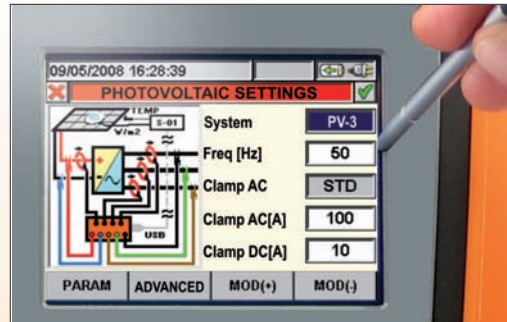 09/05/2008 16:28:39
PHOTOVOLTAIC SETTINGS
TEMP
S-01
W/m2
USB
System PV-3
Freq [Hz] 50
Clamp AC STD
Clamp AC[A] 100
Clamp DC[A] 10
PARAM ADVANCED MOD(+) MOD(-)